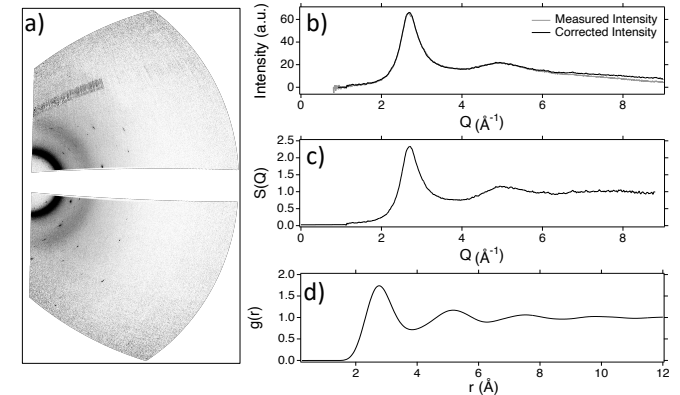 a)
b)
Intensity (a.u.)
60
40
20
0
Measured Intensity
Corrected Intensity
0 2 4 6 8
Q (Å⁻¹)
c)
S(Q)
2.5
2.0
1.5
1.0
0.5
0.0
0 2 4 6 8
Q (Å⁻¹)
d)
g(r)
2.0
1.5
1.0
0.5
0.0
2 4 6 8 10 12
r (Å)